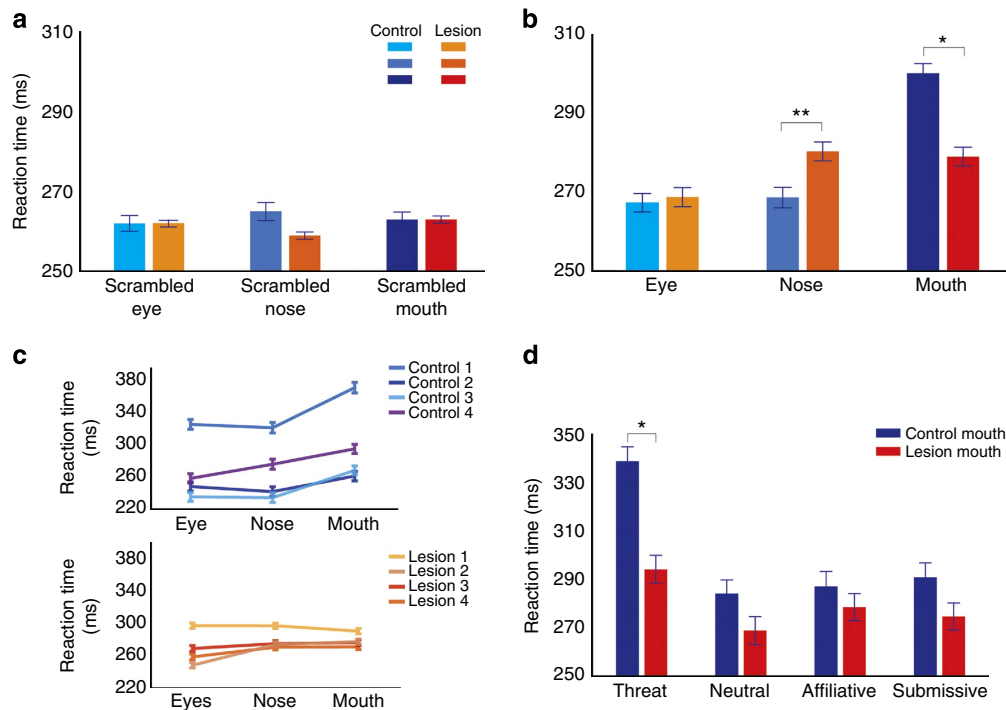 a
Control Lesion
Reaction time (ms)
310
290
270
250
Scrambled eye
Scrambled nose
Scrambled mouth
b
310
290
270
250
**
*
Eye Nose Mouth
c
Reaction time (ms)
380
340
300
260
220
Control 1
Control 2
Control 3
Control 4
Eye Nose Mouth
Reaction time (ms)
380
340
300
260
220
Lesion 1
Lesion 2
Lesion 3
Lesion 4
Eyes Nose Mouth
d
Reaction time (ms)
350
330
310
290
270
250
*
Control mouth
Lesion mouth
Threat Neutral Affiliative Submissive